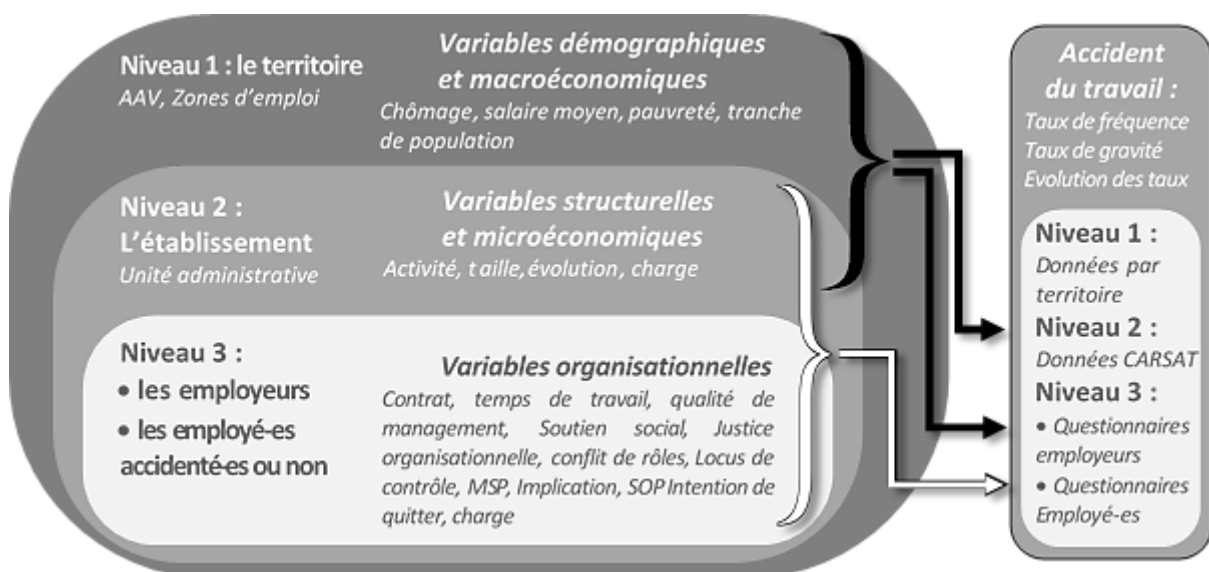 Niveau 1 : le territoire
AAV, Zones d'emploi
Variables démographiques
et macroéconomiques
Chômage, salaire moyen, pauvreté, tranche
de population
Niveau 2 :
L'établissement
Unité administrative
Variables structurelles
et microéconomiques
Activité, t aille, évolution, charge
Niveau 3 :
• les employeurs
• les employé-es
accidenté-es ou non
Variables organisationnelles
Contrat, temps de travail, qualité de
management, Soutien social, Justice
organisationnelle, conflit de rôles, Locus de
contrôle, MSP, Implication, SOP Intention de
quitter, charge
Accident
du travail :
Taux de fréquence
Taux de gravité
Evolution des taux
Niveau 1 :
Données par
territoire
Niveau 2 :
Données CARSAT
Niveau 3 :
• Questionnaires
employeurs
• Questionnaires
Employé-es